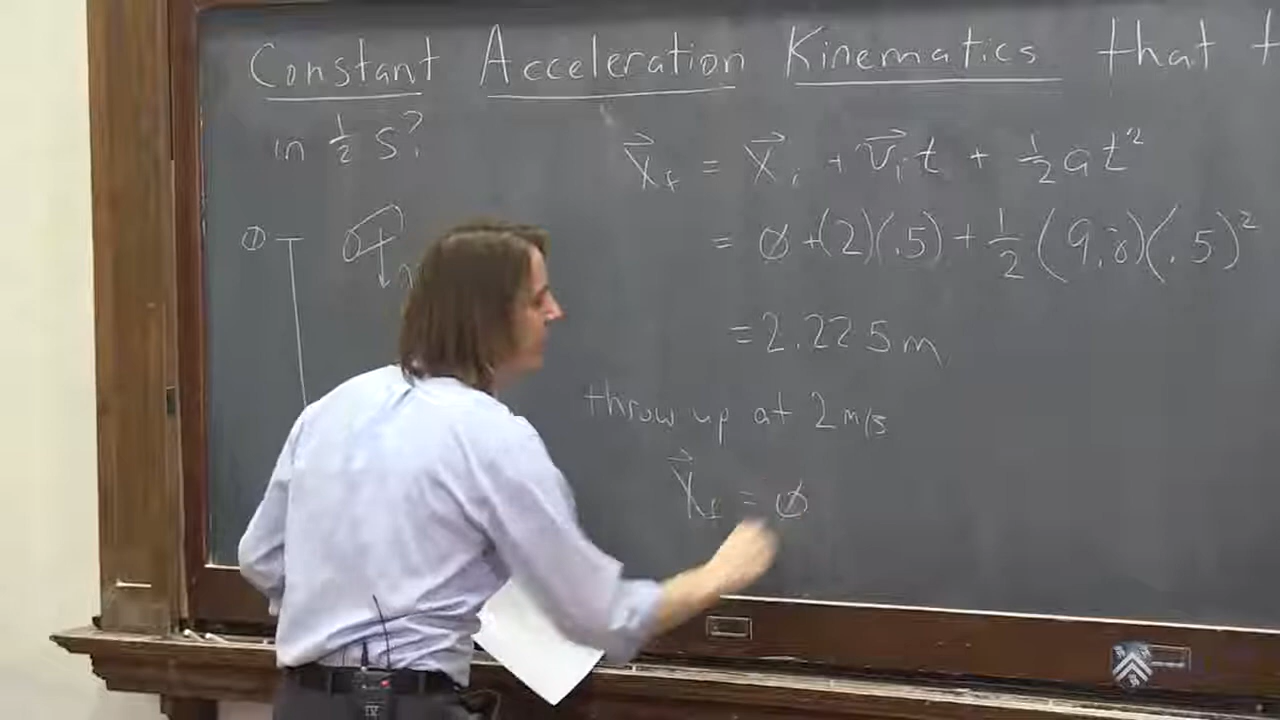 Constant Acceleration Kinematics that
in 1/2 s?
x⃗f = x⃗i + v⃗i t + 1/2 a t²
= ∅ + (2)(.5) + 1/2 (9.8)(.5)²
= 2.225 m
throw up at 2 m/s
x⃗f = ∅